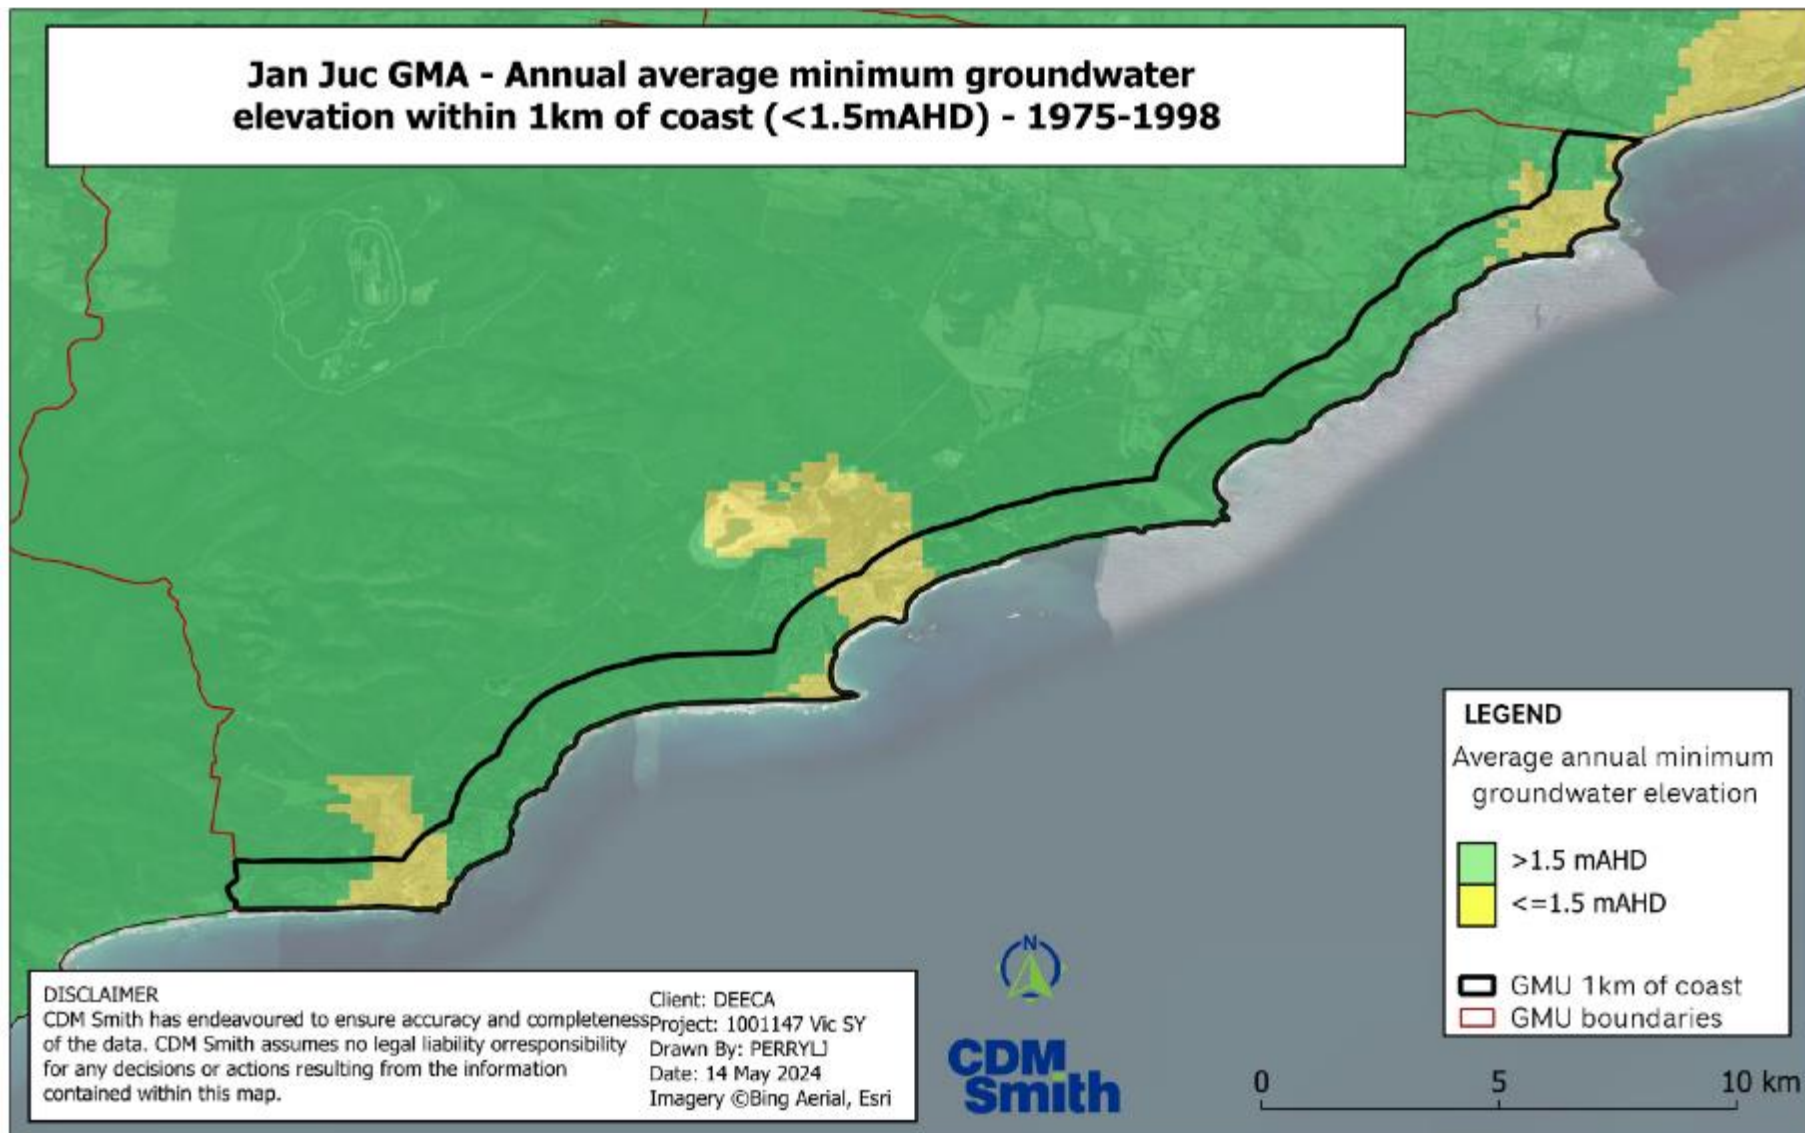 Jan Juc GMA - Annual average minimum groundwater
elevation within 1km of coast (<1.5mAHD) - 1975-1998
LEGEND
Average annual minimum
groundwater elevation
>1.5 mAHD
<=1.5 mAHD
GMU 1km of coast
GMU boundaries
DISCLAIMER
CDM Smith has endeavoured to ensure accuracy and completeness
of the data. CDM Smith assumes no legal liability orresponsibility
for any decisions or actions resulting from the information
contained within this map.
Client: DEECA
Project: 1001147 Vic SY
Drawn By: PERRYLJ
Date: 14 May 2024
Imagery ©Bing Aerial, Esri
N
CDM
Smith
0 5 10 km